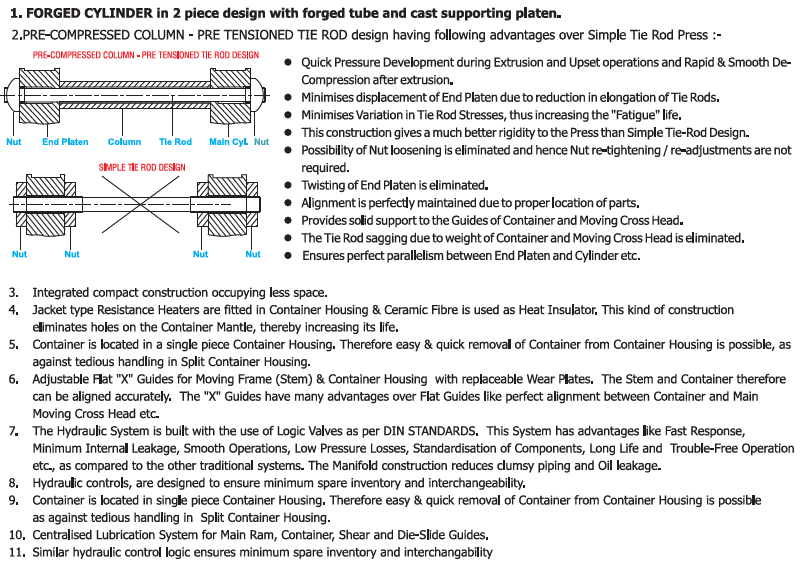 1. FORGED CYLINDER in 2 piece design with forged tube and cast supporting platen.
2.PRE-COMPRESSED COLUMN - PRE TENSIONED TIE ROD design having following advantages over Simple Tie Rod Press :-
PRE-COMPRESSED COLUMN - PRE TENSIONED TIE ROD DESIGN
Nut End Platen Column Tie Rod Main Cyl. Nut
SIMPLE TIE ROD DESIGN
Nut Nut Nut Nut
● Quick Pressure Development during Extrusion and Upset operations and Rapid & Smooth De-
Compression after extrusion.
● Minimises displacement of End Platen due to reduction in elongation of Tie Rods.
● Minimises Variation in Tie Rod Stresses, thus increasing the "Fatigue" life.
● This construction gives a much better rigidity to the Press than Simple Tie-Rod Design.
● Possibility of Nut loosening is eliminated and hence Nut re-tightening / re-adjustments are not
required.
● Twisting of End Platen is eliminated.
● Alignment is perfectly maintained due to proper location of parts.
● Provides solid support to the Guides of Container and Moving Cross Head.
● The Tie Rod sagging due to weight of Container and Moving Cross Head is eliminated.
● Ensures perfect parallelism between End Platen and Cylinder etc.
3. Integrated compact construction occupying less space.
4. Jacket type Resistance Heaters are fitted in Container Housing & Ceramic Fibre is used as Heat Insulator. This kind of construction
eliminates holes on the Container Mantle, thereby increasing its life.
5. Container is located in a single piece Container Housing. Therefore easy & quick removal of Container from Container Housing is possible, as
against tedious handling in Split Container Housing.
6. Adjustable Flat "X" Guides for Moving Frame (Stem) & Container Housing with replaceable Wear Plates. The Stem and Container therefore
can be aligned accurately. The "X" Guides have many advantages over Flat Guides like perfect alignment between Container and Main
Moving Cross Head etc.
7. The Hydraulic System is built with the use of Logic Valves as per DIN STANDARDS. This System has advantages like Fast Response,
Minimum Internal Leakage, Smooth Operations, Low Pressure Losses, Standardisation of Components, Long Life and Trouble-Free Operation
etc., as compared to the other traditional systems. The Manifold construction reduces clumsy piping and Oil leakage.
8. Hydraulic controls, are designed to ensure minimum spare inventory and interchangeability.
9. Container is located in single piece Container Housing. Therefore easy & quick removal of Container from Container Housing is possible
as against tedious handling in Split Container Housing.
10. Centralised Lubrication System for Main Ram, Container, Shear and Die-Slide Guides.
11. Similar hydraulic control logic ensures minimum spare inventory and interchangability